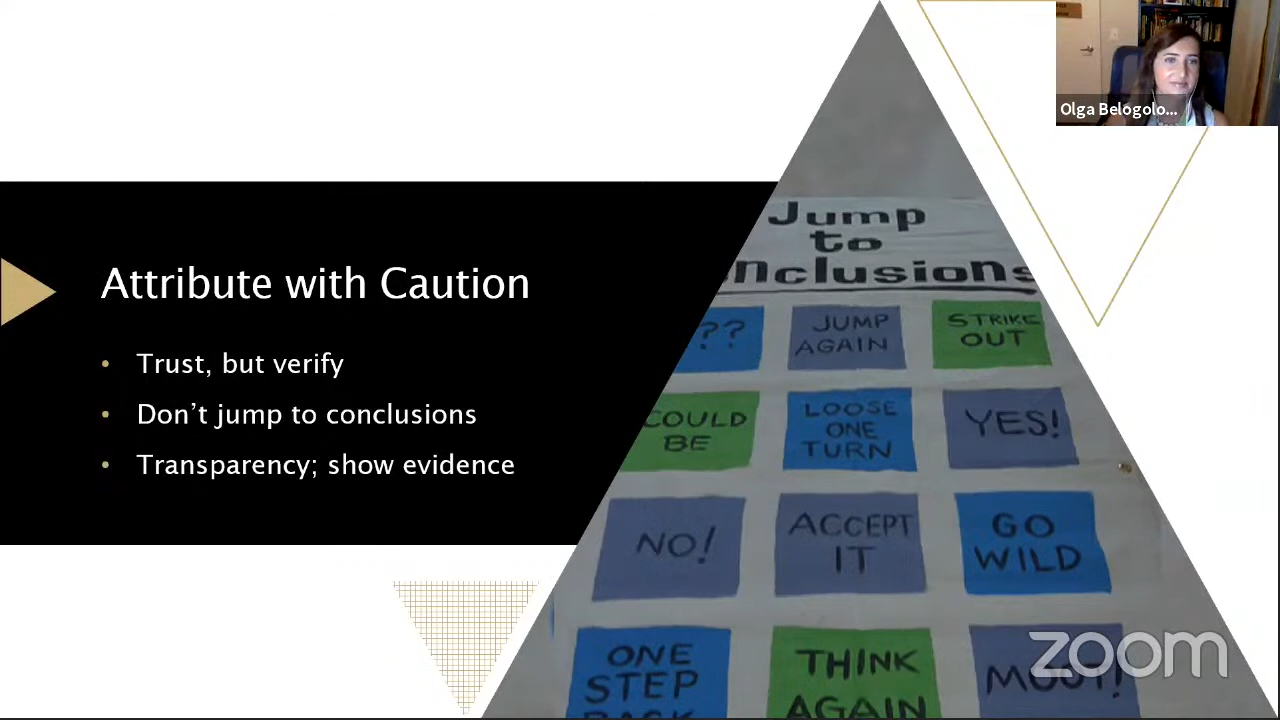 Olga Belogolo...
Attribute with Caution
• Trust, but verify
• Don’t jump to conclusions
• Transparency; show evidence
Jump
to
nclusions
??
JUMP
AGAIN
STRIKE
OUT
COULD
BE
LOOSE
ONE
TURN
YES!
NO!
ACCEPT
IT
GO
WILD
ONE
STEP
BACK
THINK
AGAIN
MOOT!
zoom